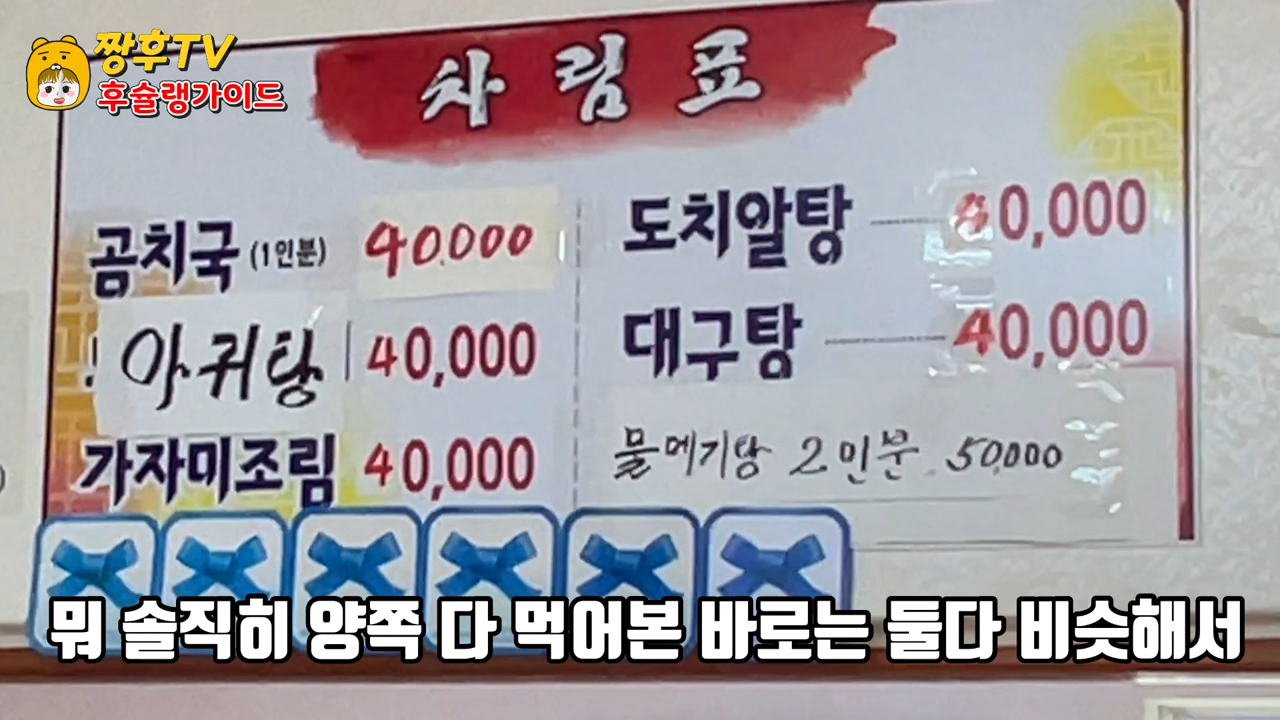 짱후TV
후슐랭가이드
차림표
곰치국 (1인분) 40.000
아귀탕 40,000
가자미조림 40,000
도치알탕 40,000
대구탕 40,000
물메기탕 2인분 50.000
뭐 솔직히 양쪽 다 먹어본 바로는 둘다 비슷해서